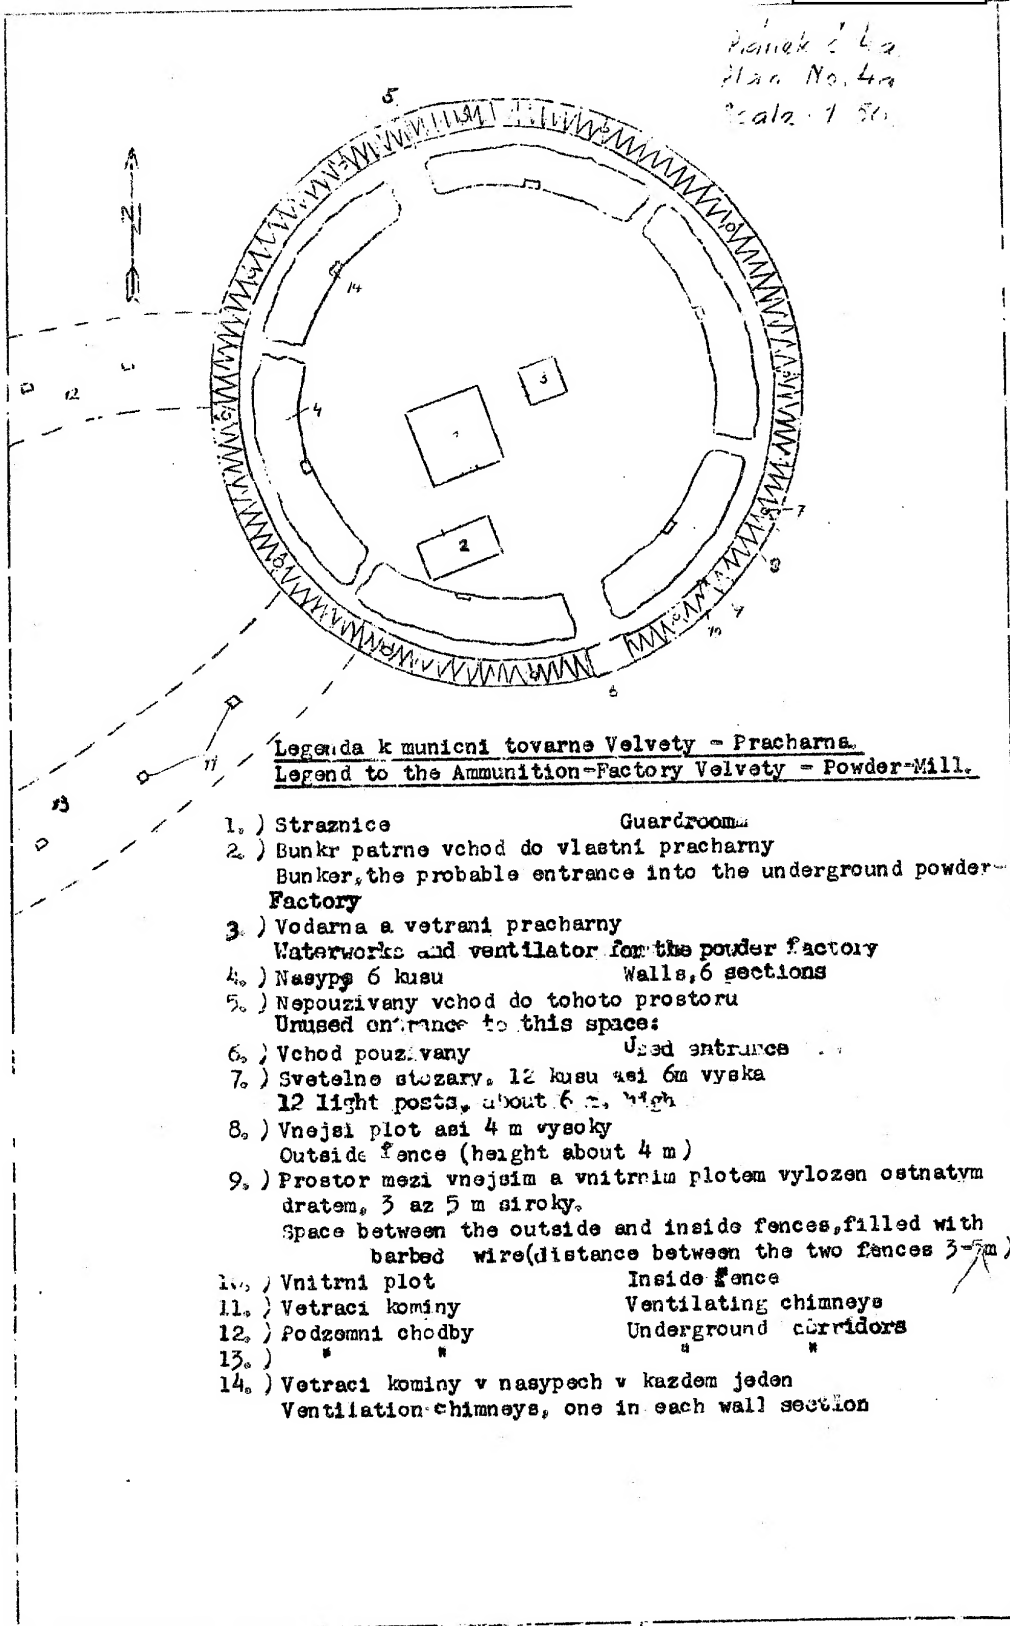 Plánek č 4a
Plan No. 4a
Scale 1
5
N
14
12
3
4
1
2
7
8
9
10
6
11
13
Legenda k municni tovarne Velvety - Pracharna.
Legend to the Ammunition-Factory Velvety - Powder-Mill.
1. ) Straznice Guardroom
2. ) Bunkr patrne vchod do vlastni pracharny
Bunker, the probable entrance into the underground powder-
Factory
3. ) Vodarna a vetrani pracharny
Waterworks and ventilator for the powder factory
4. ) Nasypy 6 kusu Walls, 6 sections
5. ) Nepouzivany vchod do tohoto prostoru
Unused entrance to this space:
6. ) Vchod pouzivany Used entrance
7. ) Svetelne stozary. 12 kusu asi 6m vyska
12 light posts, about 6 m. high
8. ) Vnejsi plot asi 4 m vysoky
Outside fence (height about 4 m)
9. ) Prostor mezi vnejsim a vnitrnim plotem vylozen ostnatym
dratem, 3 az 5 m siroky.
Space between the outside and inside fences, filled with
barbed wire(distance between the two fences 3-5m)
10. ) Vnitrni plot Inside Fence
11. ) Vetraci kominy Ventilating chimneys
12. ) Podzemni chodby Underground corridors
13. ) " " " "
14. ) Vetraci kominy v nasypech v kazdem jeden
Ventilation chimneys, one in each wall section